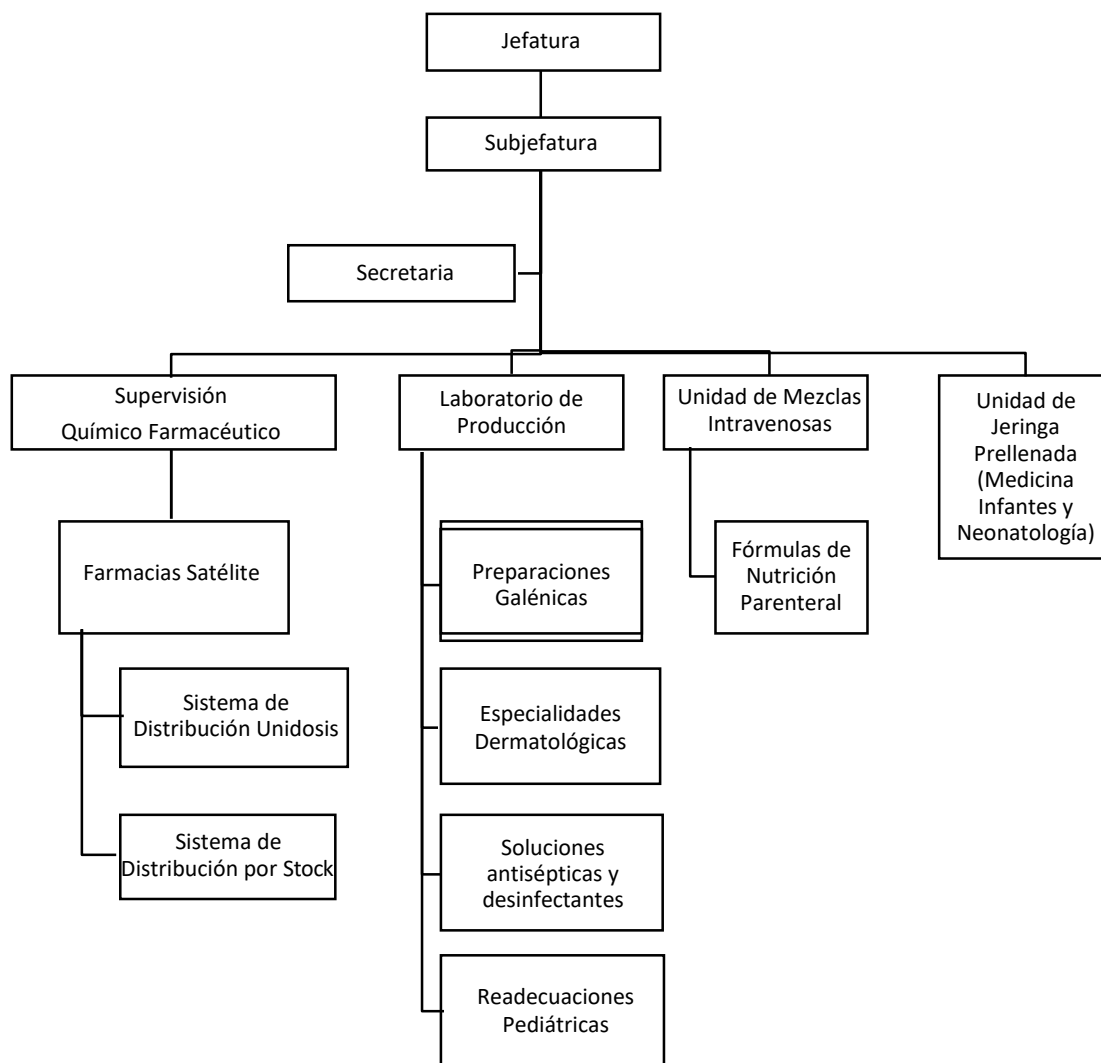 Jefatura
Subjefatura
Secretaria
Supervisión
Químico Farmacéutico
Laboratorio de
Producción
Unidad de Mezclas
Intravenosas
Unidad de
Jeringa
Prellenada
(Medicina
Infantes y
Neonatología)
Farmacias Satélite
Preparaciones
Galénicas
Fórmulas de
Nutrición
Parenteral
Sistema de
Distribución Unidosis
Especialidades
Dermatológicas
Sistema de
Distribución por Stock
Soluciones
antisépticas y
desinfectantes
Readecuaciones
Pediátricas